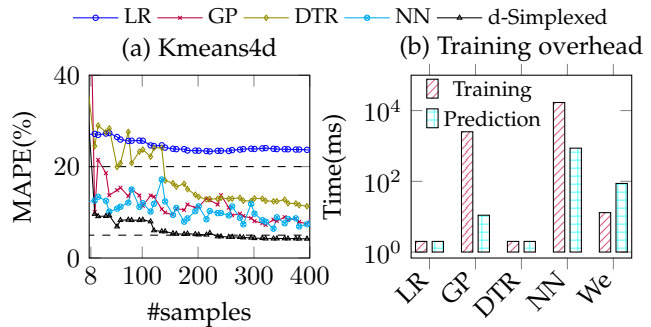 LR GP DTR NN d-Simplexed
(a) Kmeans4d
(b) Training overhead
MAPE(%)
40
20
0
8 100 200 300 400
#samples
Time(ms)
10^4
10^2
10^0
Training
Prediction
LR GP DTR NN We